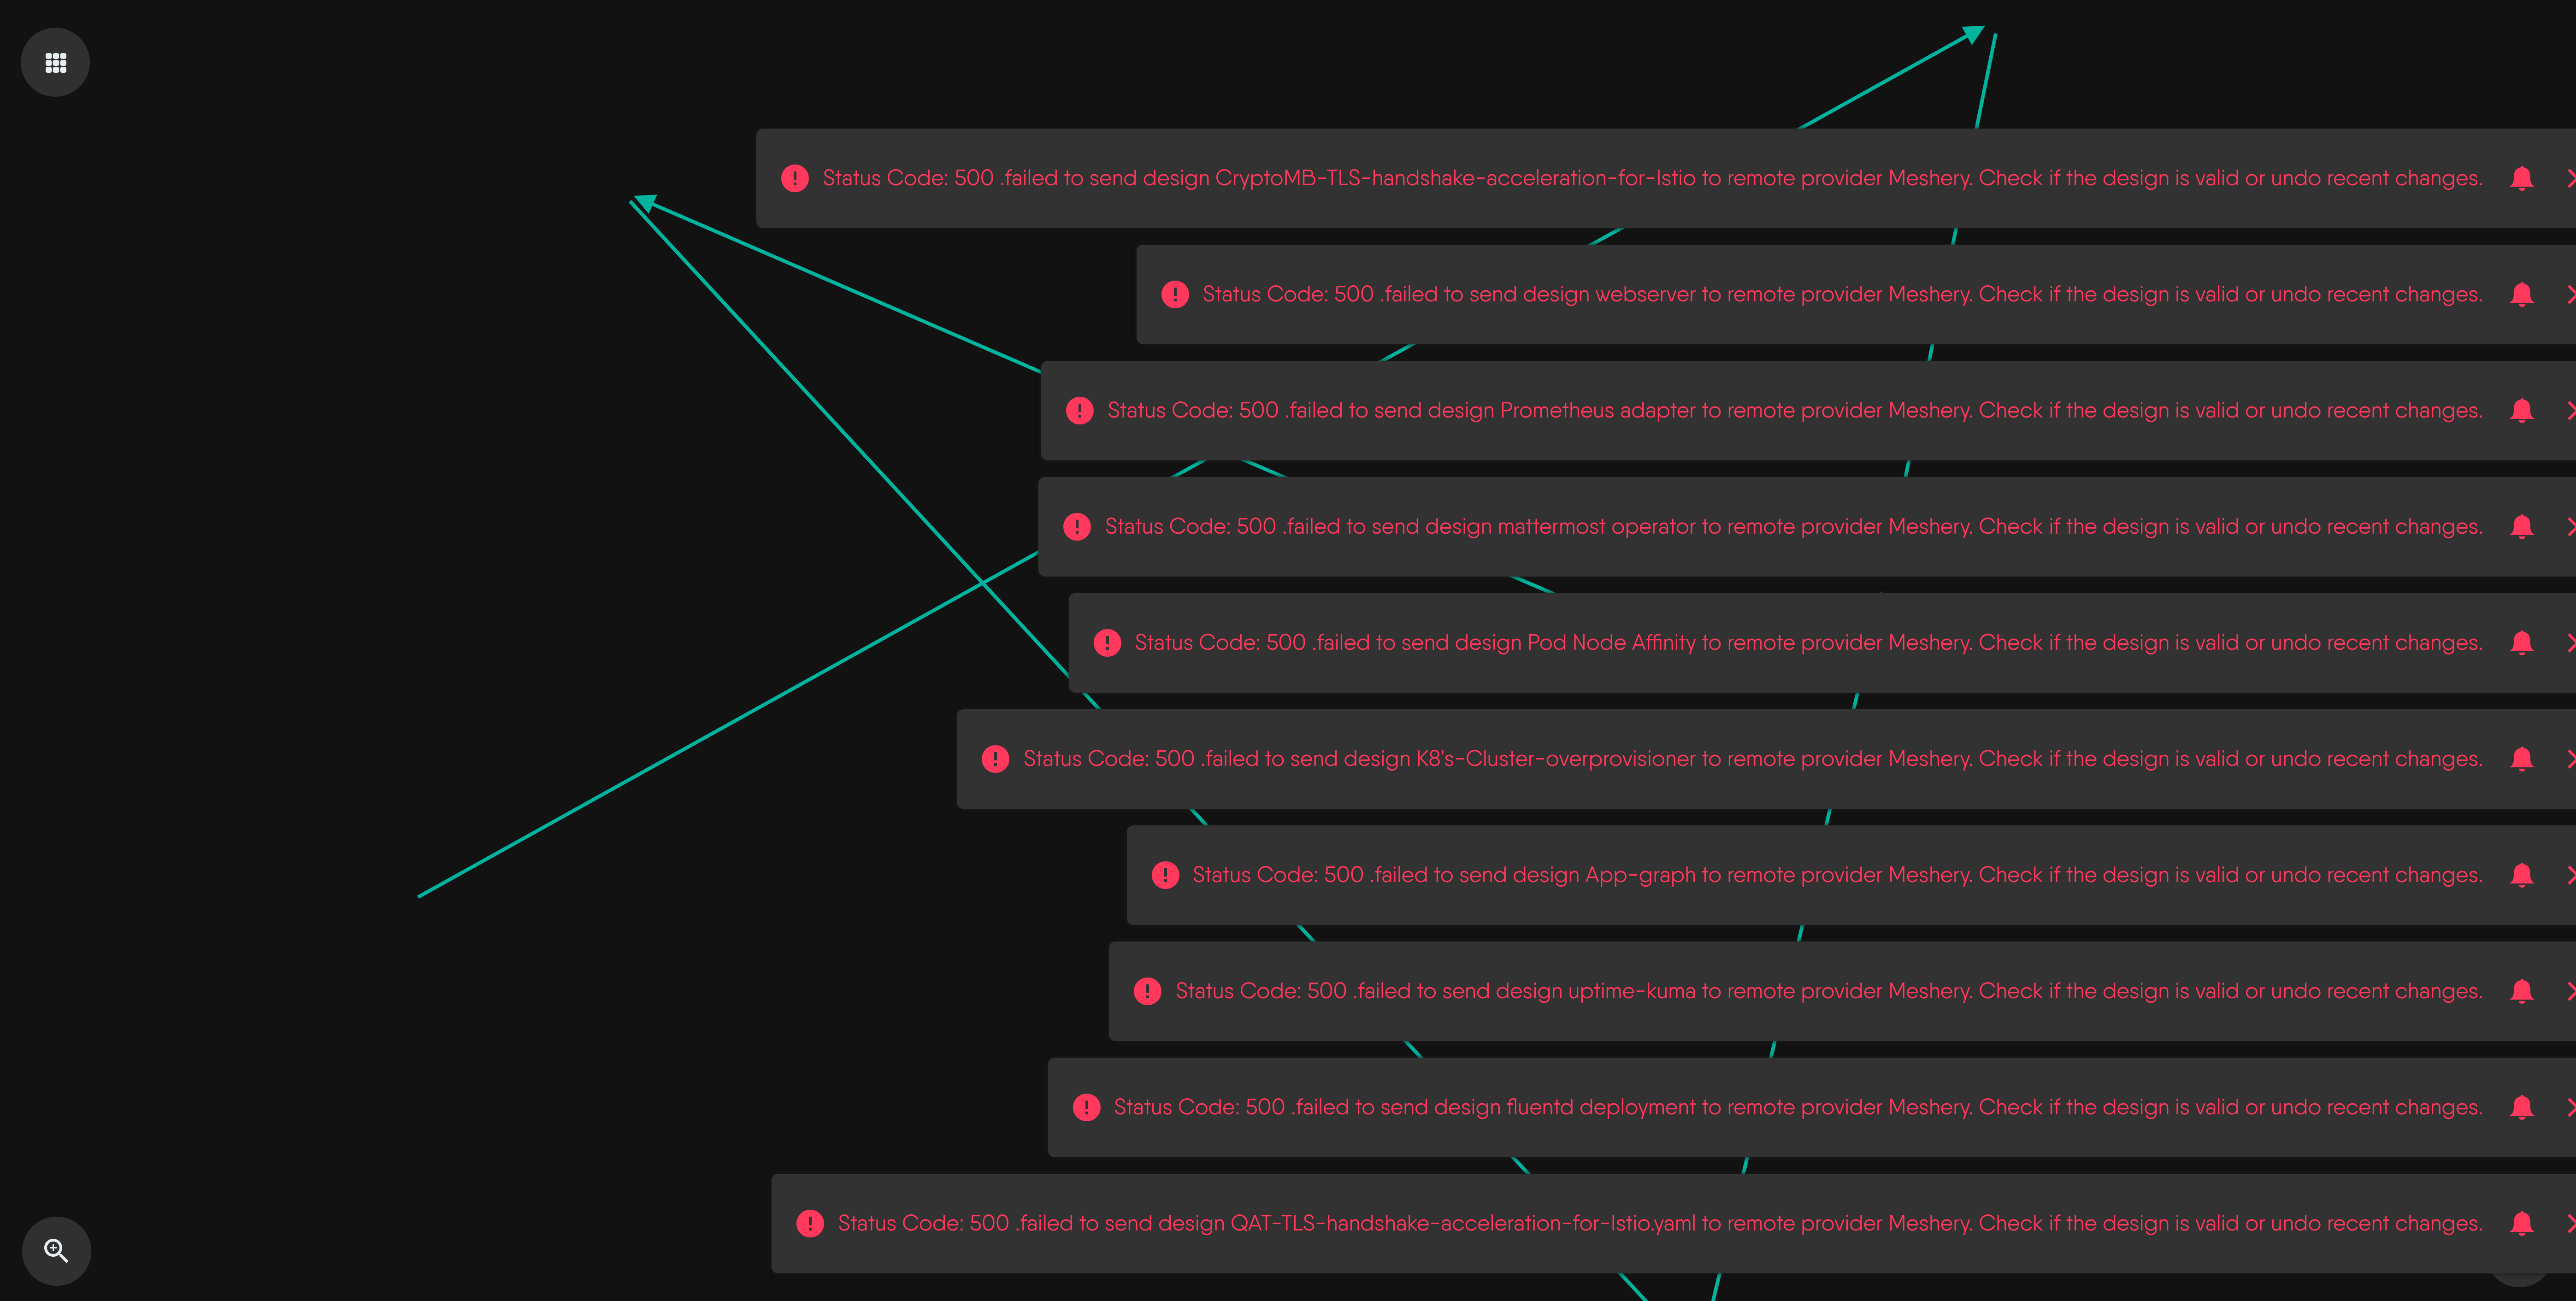 Status Code: 500 .failed to send design CryptoMB-TLS-handshake-acceleration-for-Istio to remote provider Meshery. Check if the design is valid or undo recent changes.
Status Code: 500 .failed to send design webserver to remote provider Meshery. Check if the design is valid or undo recent changes.
Status Code: 500 .failed to send design Prometheus adapter to remote provider Meshery. Check if the design is valid or undo recent changes.
Status Code: 500 .failed to send design mattermost operator to remote provider Meshery. Check if the design is valid or undo recent changes.
Status Code: 500 .failed to send design Pod Node Affinity to remote provider Meshery. Check if the design is valid or undo recent changes.
Status Code: 500 .failed to send design K8's-Cluster-overprovisioner to remote provider Meshery. Check if the design is valid or undo recent changes.
Status Code: 500 .failed to send design App-graph to remote provider Meshery. Check if the design is valid or undo recent changes.
Status Code: 500 .failed to send design uptime-kuma to remote provider Meshery. Check if the design is valid or undo recent changes.
Status Code: 500 .failed to send design fluentd deployment to remote provider Meshery. Check if the design is valid or undo recent changes.
Status Code: 500 .failed to send design QAT-TLS-handshake-acceleration-for-Istio.yaml to remote provider Meshery. Check if the design is valid or undo recent changes.